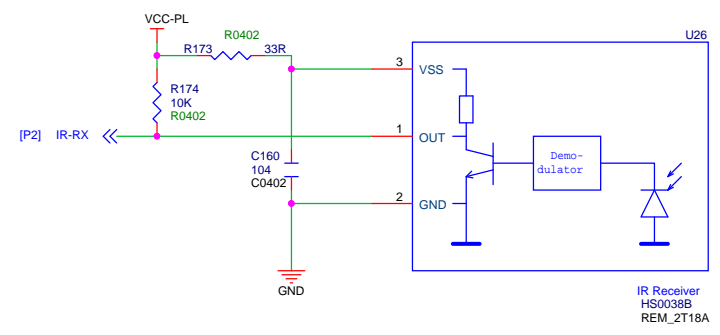 VCC-PL
R0402
R173
33R
U26
3
VSS
R174
10K
R0402
[P2] IR-RX
1
OUT
Demo-
dulator
C160
104
C0402
2
GND
GND
IR Receiver
HS0038B
REM_2T18A